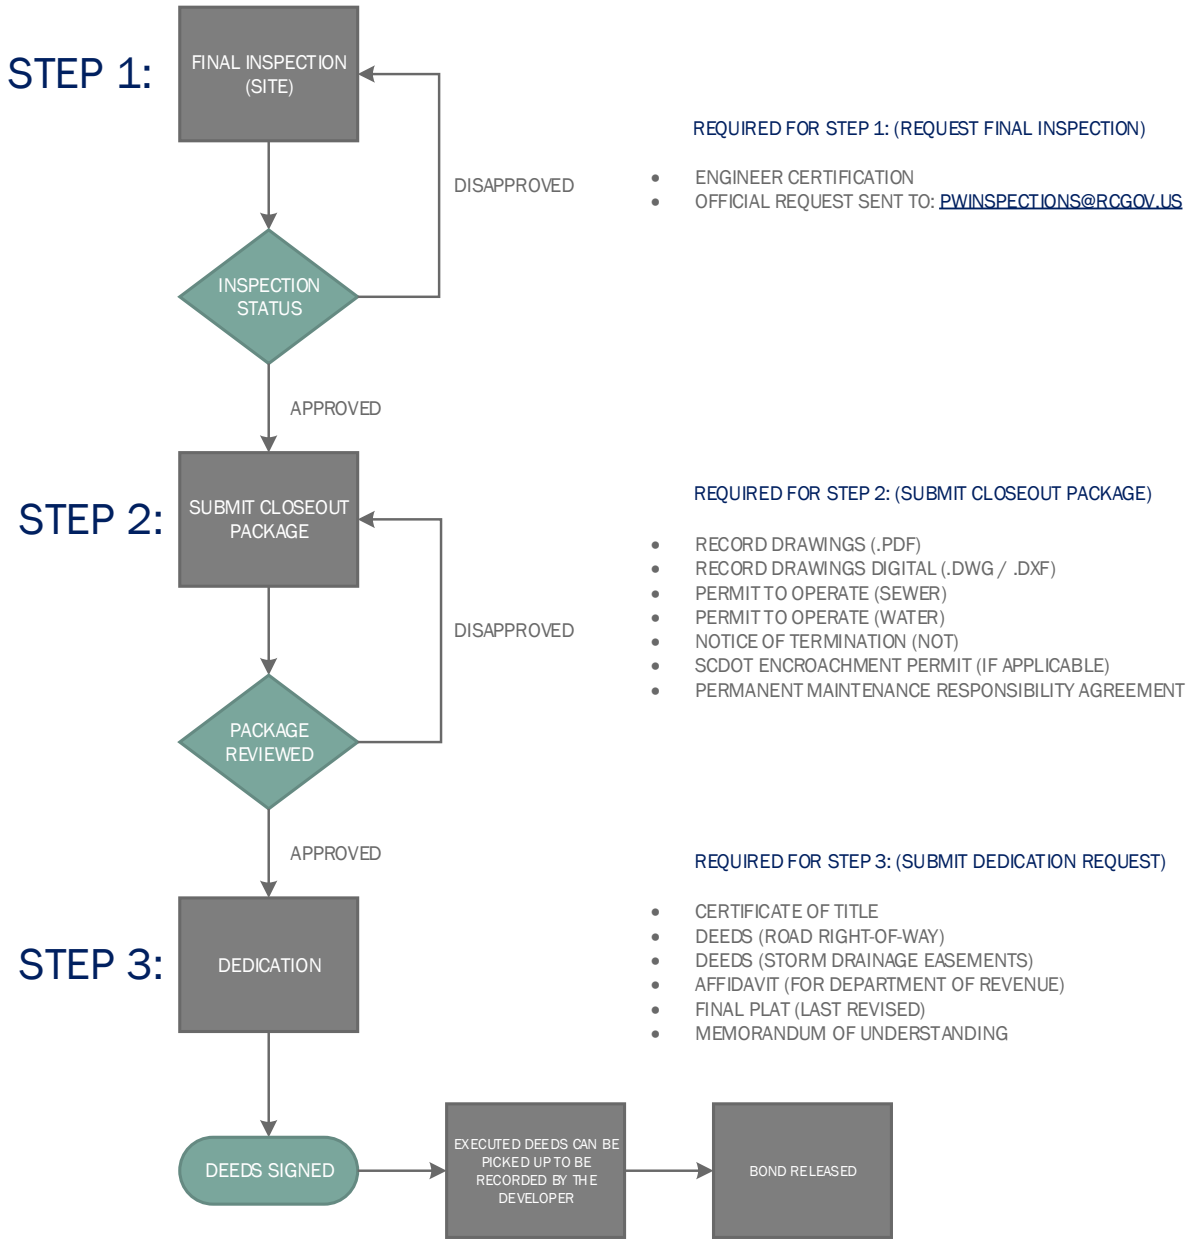 STEP 1:
FINAL INSPECTION
(SITE)
DISAPPROVED
REQUIRED FOR STEP 1: (REQUEST FINAL INSPECTION)
• ENGINEER CERTIFICATION
• OFFICIAL REQUEST SENT TO: PWINSPECTIONS@RCGOV.US
INSPECTION
STATUS
APPROVED
STEP 2:
SUBMIT CLOSEOUT
PACKAGE
DISAPPROVED
REQUIRED FOR STEP 2: (SUBMIT CLOSEOUT PACKAGE)
• RECORD DRAWINGS (.PDF)
• RECORD DRAWINGS DIGITAL (.DWG / .DXF)
• PERMIT TO OPERATE (SEWER)
• PERMIT TO OPERATE (WATER)
• NOTICE OF TERMINATION (NOT)
• SCDOT ENCROACHMENT PERMIT (IF APPLICABLE)
• PERMANENT MAINTENANCE RESPONSIBILITY AGREEMENT
PACKAGE
REVIEWED
APPROVED
STEP 3:
DEDICATION
REQUIRED FOR STEP 3: (SUBMIT DEDICATION REQUEST)
• CERTIFICATE OF TITLE
• DEEDS (ROAD RIGHT-OF-WAY)
• DEEDS (STORM DRAINAGE EASEMENTS)
• AFFIDAVIT (FOR DEPARTMENT OF REVENUE)
• FINAL PLAT (LAST REVISED)
• MEMORANDUM OF UNDERSTANDING
DEEDS SIGNED
EXECUTED DEEDS CAN BE
PICKED UP TO BE
RECORDED BY THE
DEVELOPER
BOND RELEASED